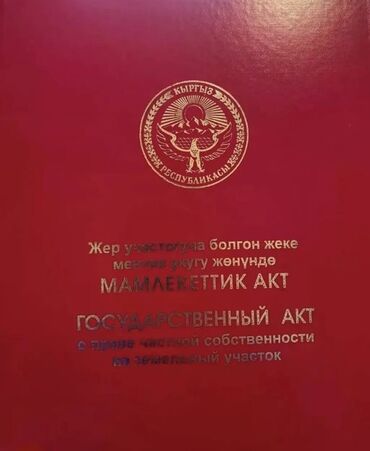 КЫРГЫЗ
РЕСПУБЛИКАСЫ
Жер участогуна болгон жеке
менчик укугу жөнүндө
МАМЛЕКЕТТИК АКТ
ГОСУДАРСТВЕННЫЙ АКТ
о праве частной собственности
на земельный участок